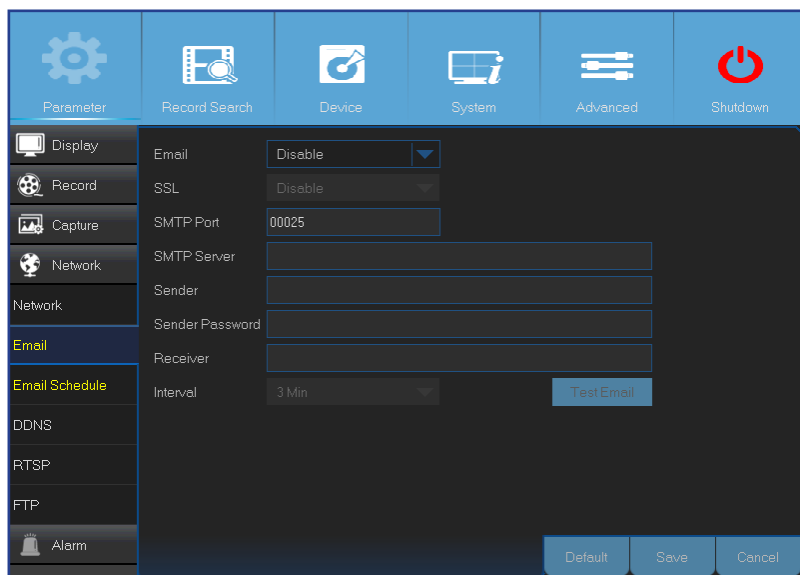 Parameter Record Search Device System Advanced Shutdown
Display
Record
Capture
Network
Network
Email
Email Schedule
DDNS
RTSP
FTP
Alarm
Email Disable
SSL Disable
SMTP Port 00025
SMTP Server
Sender
Sender Password
Receiver
Interval 3 Min Test Email
Default Save Cancel